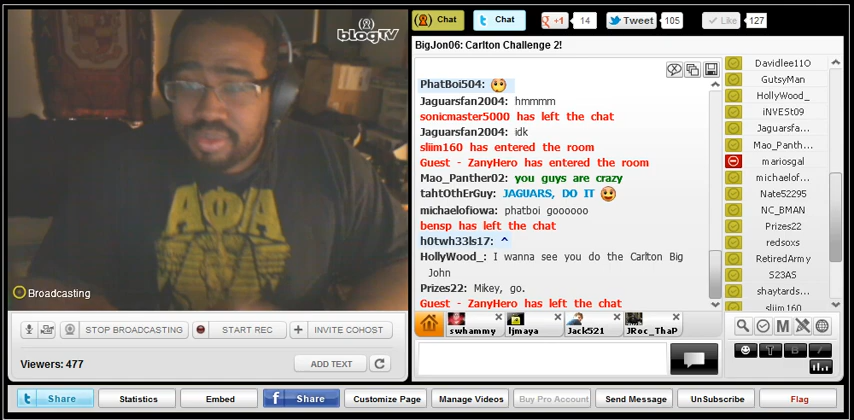 blogTV
Chat
Chat
+1
14
Tweet
105
Like
127
BigJon06: Carlton Challenge 2!
PhatBoi504:
Jaguarsfan2004: hmmmm
sonicmaster5000 has left the chat
Jaguarsfan2004: idk
sliim160 has entered the room
Guest - ZanyHero has entered the room
Mao_Panther02: you guys are crazy
tahtOthErGuy: JAGUARS, DO IT
michaelofiowa: phatboi goooooo
bensp has left the chat
h0twh33ls17: ^
HollyWood_: I wanna see you do the Carlton Big
John
Prizes22: Mikey, go.
Guest - ZanyHero has left the chat
swhammy
ljmaya
Jack521
JRoc_ThaP
Davidlee11O
GutsyMan
HollyWood_
iNVESt09
Jaguarsfa...
Mao_Panth...
mariosgal
michaelof...
Nate52295
NC_BMAN
Prizes22
redsoxs
RetiredArmy
S23AS
shaytards...
sliim160
ΑΦΑ
Broadcasting
STOP BROADCASTING
START REC
INVITE COHOST
Viewers: 477
ADD TEXT
M
T
B
I
Share
Statistics
Embed
Share
Customize Page
Manage Videos
Buy Pro Account
Send Message
UnSubscribe
Flag